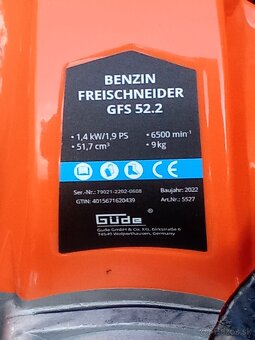 BENZIN
FREISCHNEIDER
GFS 52.2
• 1,4 kW/1,9 PS • 6500 min⁻¹
• 51,7 cm³ • 9 kg
Ser.-Nr.: 79021-2202-0608 Baujahr: 2022
GTIN: 4015671620439 Art.Nr.: 5527
Güde ®
Güde GmbH & Co. KG, Birkichstraße 6
74549 Wolpertshausen, Germany